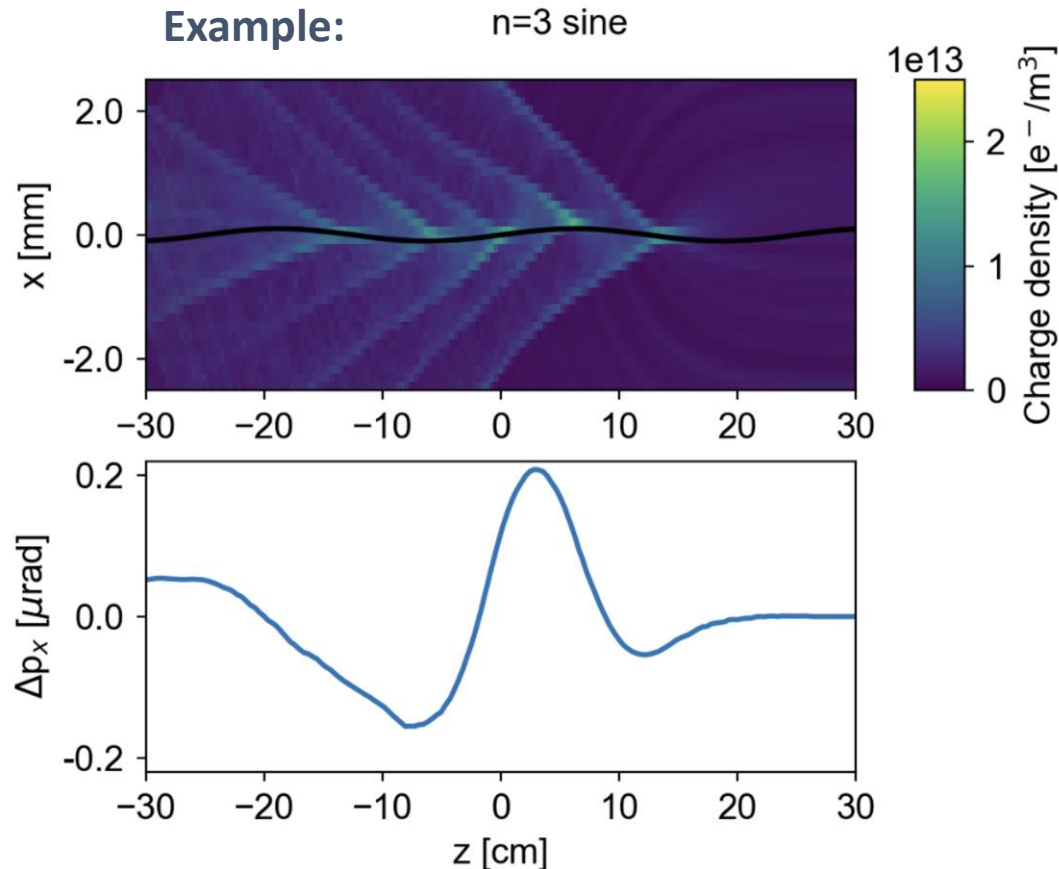 Example:
n=3 sine
1e13
2.0
0.0
-2.0
x [mm]
−30 −20 −10 0 10 20 30
2
1
0
Charge density [e⁻/m³]
0.2
0.0
-0.2
Δpₓ [μrad]
−30 −20 −10 0 10 20 30
z [cm]